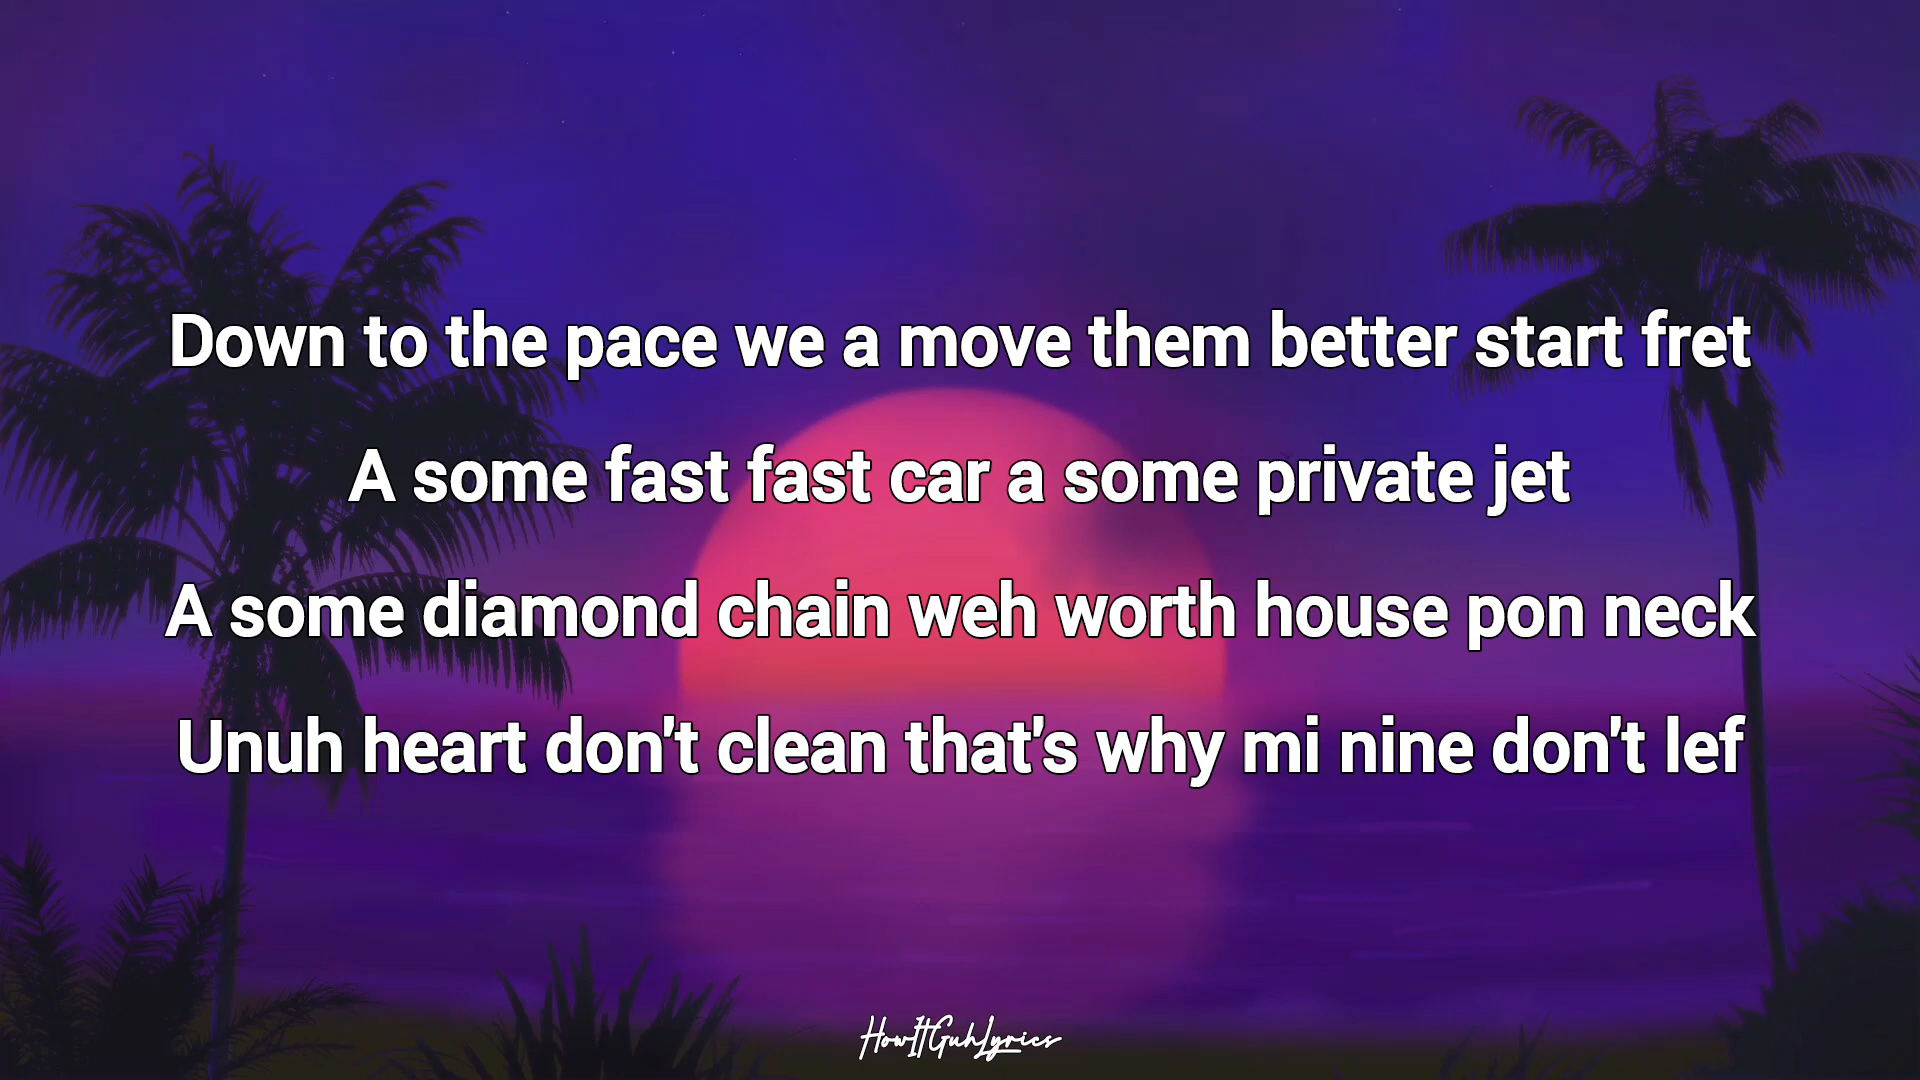 Down to the pace we a move them better start fret
A some fast fast car a some private jet
A some diamond chain weh worth house pon neck
Unuh heart don't clean that's why mi nine don't lef
HowItGuhLyrics